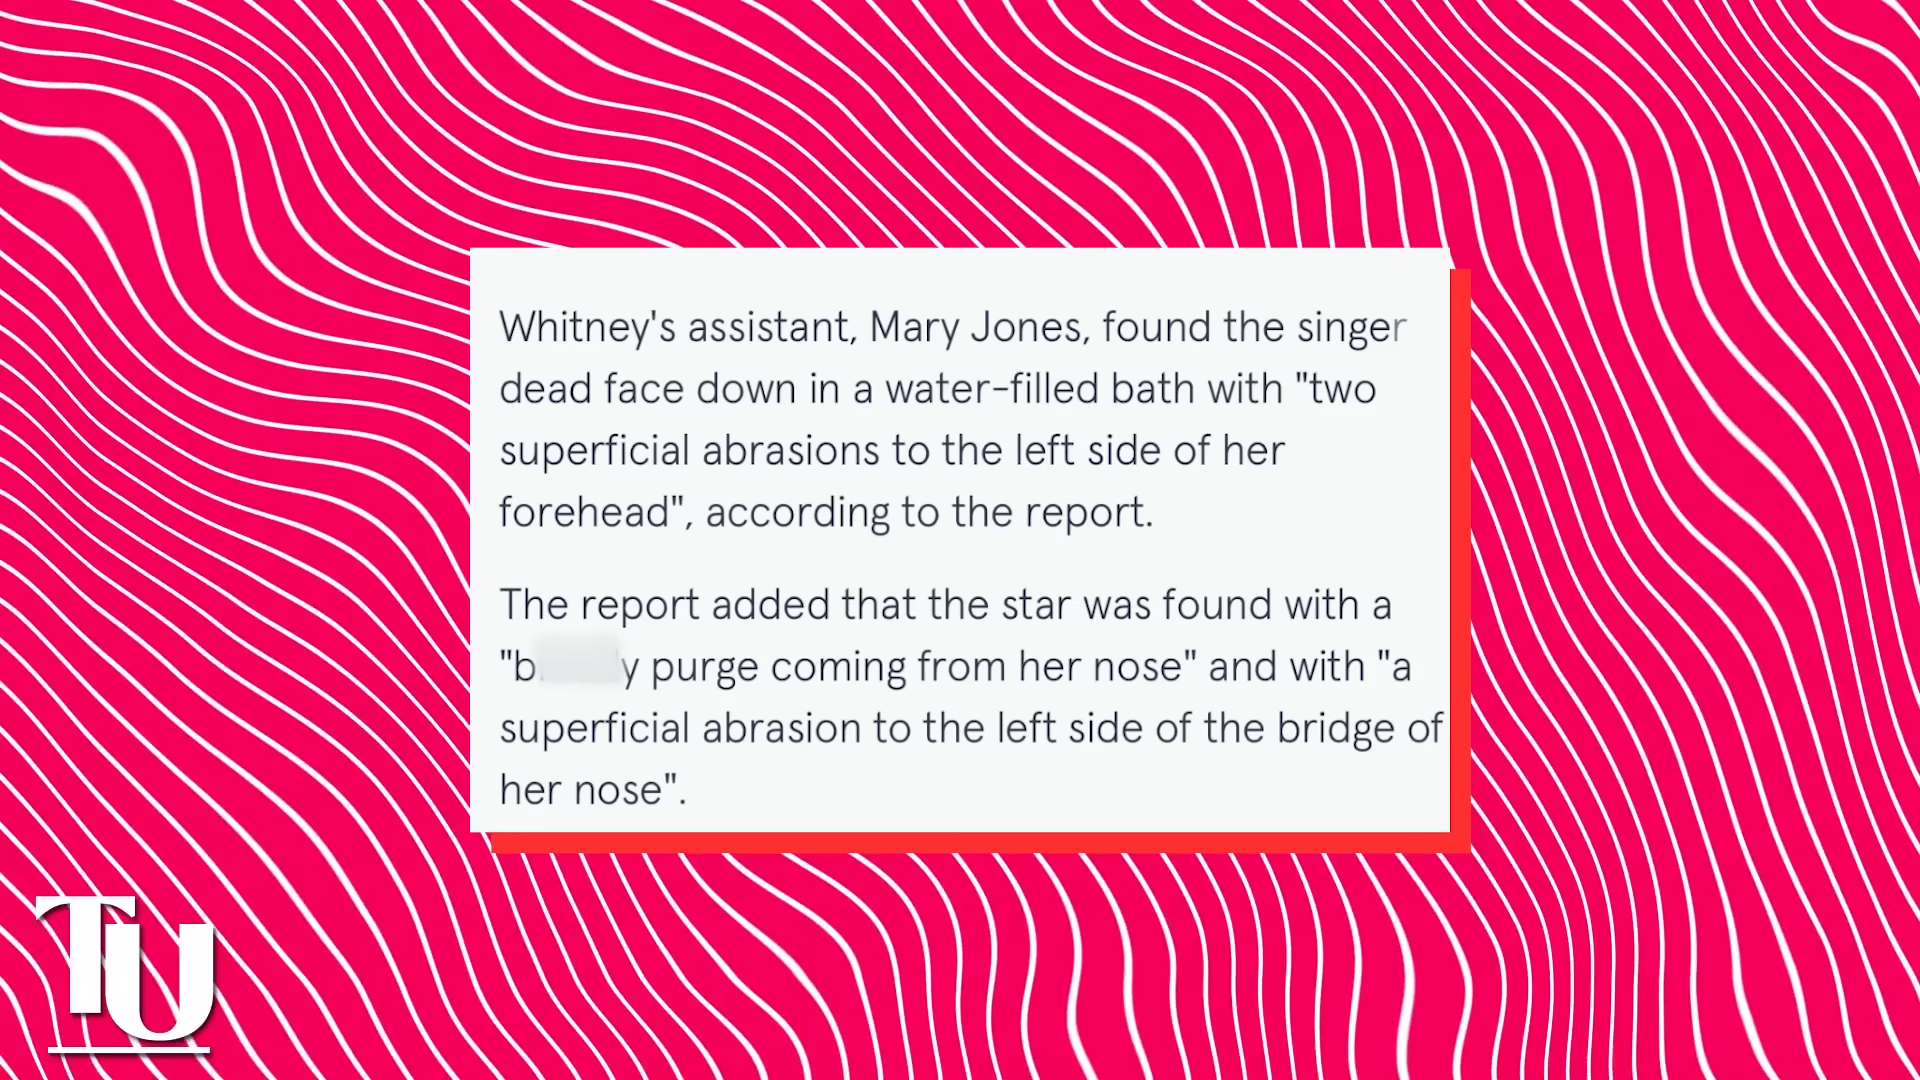 Whitney's assistant, Mary Jones, found the singer
dead face down in a water-filled bath with "two
superficial abrasions to the left side of her
forehead", according to the report.
The report added that the star was found with a
purge coming from her nose" and with "a
superficial abrasion to the left side of the bridge of
her nose".
TU